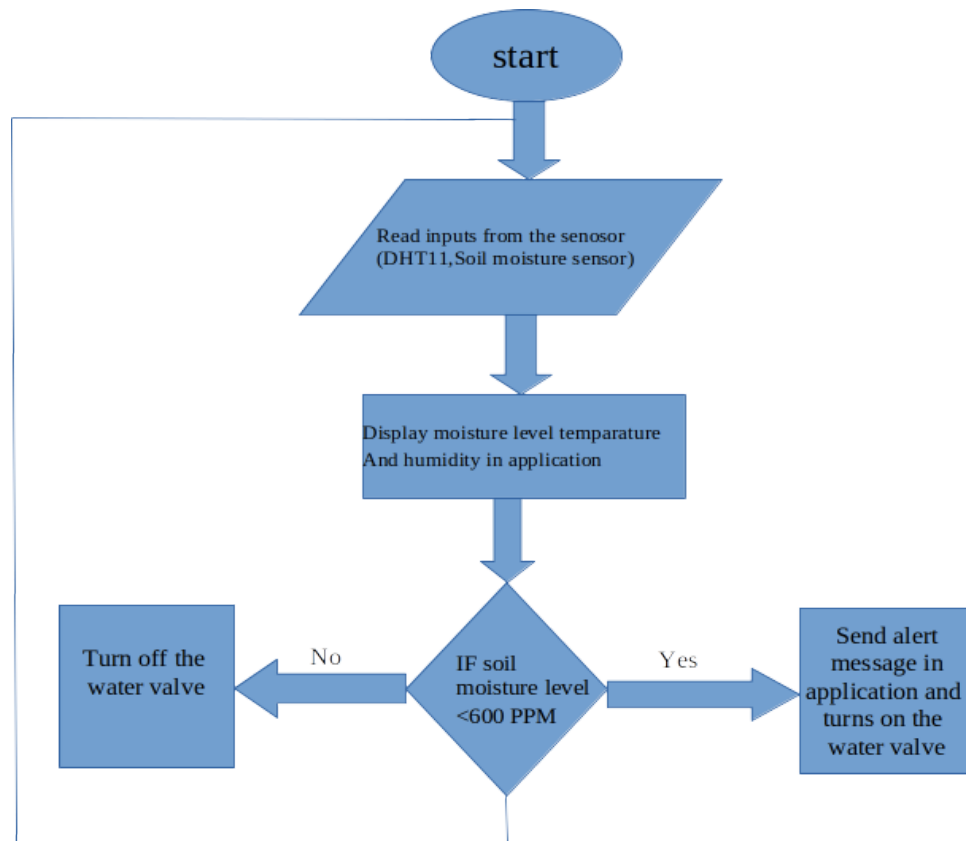 start
Read inputs from the senosor
(DHT11,Soil moisture sensor)
Display moisture level temparature
And humidity in application
No
Yes
Turn off the
water valve
IF soil
moisture level
<600 PPM
Send alert
message in
application and
turns on the
water valve